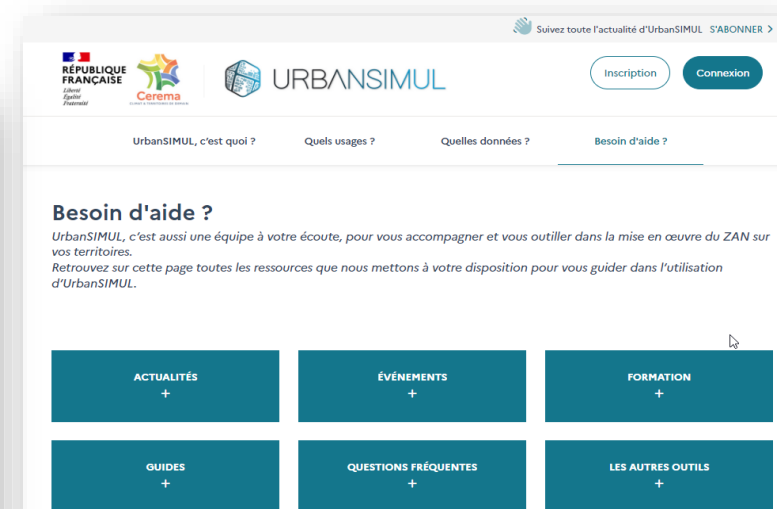 Suivez toute l'actualité d'UrbanSIMUL S'ABONNER >
RÉPUBLIQUE
FRANÇAISE
Liberté
Égalité
Fraternité
Cerema
URBANSIMUL
Inscription
Connexion
UrbanSIMUL, c'est quoi ?
Quels usages ?
Quelles données ?
Besoin d'aide ?
Besoin d'aide ?
UrbanSIMUL, c'est aussi une équipe à votre écoute, pour vous accompagner et vous outiller dans la mise en œuvre du ZAN sur
vos territoires.
Retrouvez sur cette page toutes les ressources que nous mettons à votre disposition pour vous guider dans l'utilisation
d'UrbanSIMUL.
ACTUALITÉS
+
ÉVÉNEMENTS
+
FORMATION
+
GUIDES
+
QUESTIONS FRÉQUENTES
+
LES AUTRES OUTILS
+